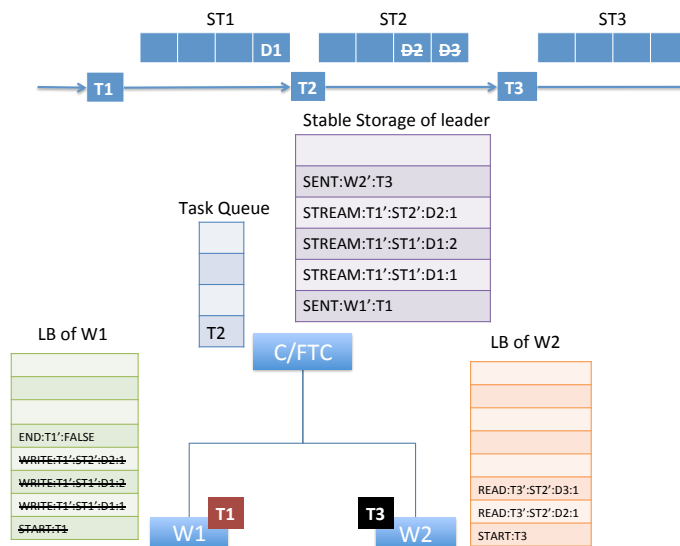 ST1
ST2
ST3
D1
D2
D3
T1
T2
T3
Stable Storage of leader
SENT:W2':T3
STREAM:T1':ST2':D2:1
STREAM:T1':ST1':D1:2
STREAM:T1':ST1':D1:1
SENT:W1':T1
Task Queue
T2
C/FTC
LB of W1
END:T1':FALSE
WRITE:T1':ST2':D2:1
WRITE:T1':ST1':D1:2
WRITE:T1':ST1':D1:1
START:T1
LB of W2
READ:T3':ST2':D3:1
READ:T3':ST2':D2:1
START:T3
T1
W1
T3
W2